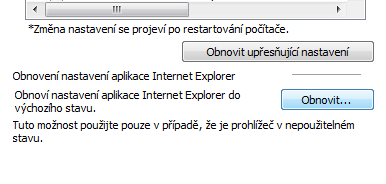 *Změna nastavení se projeví po restartování počítače.
Obnovit upřesňující nastavení
Obnovení nastavení aplikace Internet Explorer
Obnoví nastavení aplikace Internet Explorer do
výchozího stavu.
Obnovit...
Tuto možnost použijte pouze v případě, že je prohlížeč v nepoužitelném
stavu.